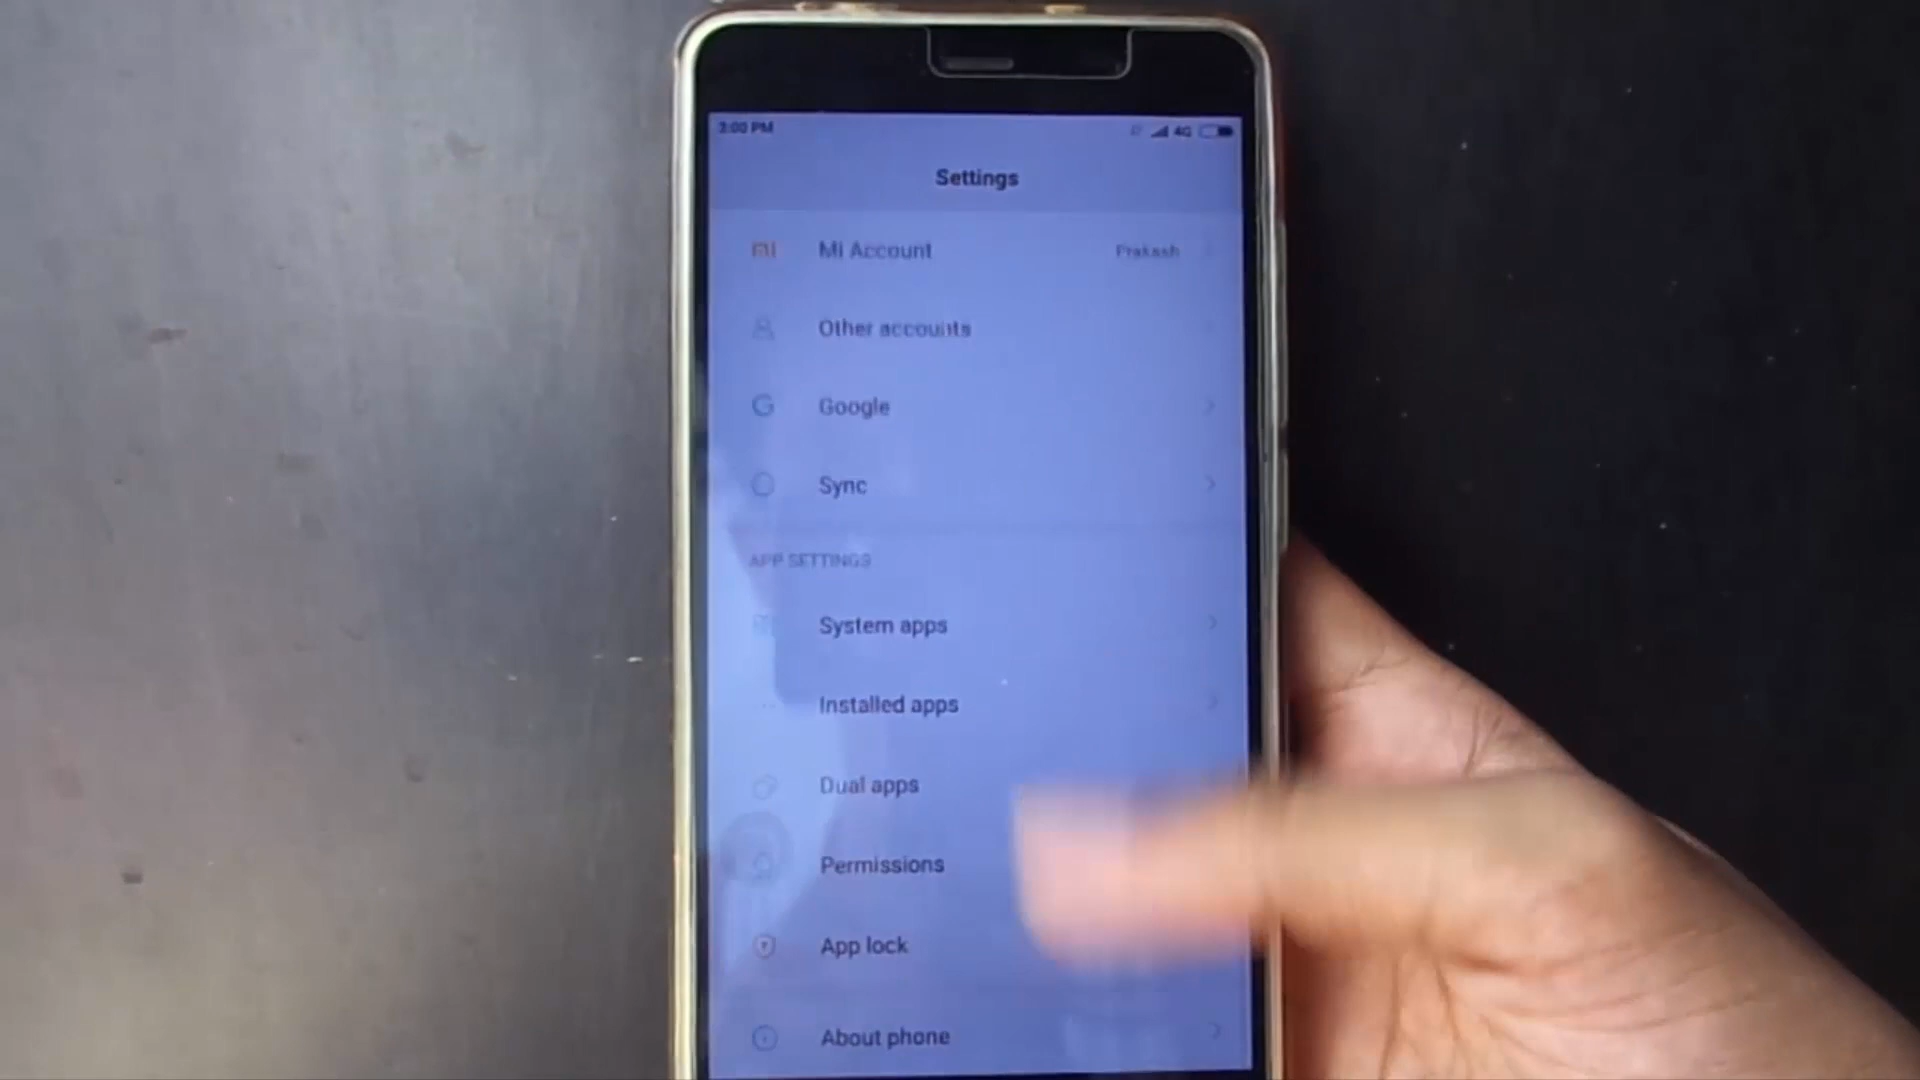 3:00 PM 4G
Settings
mi Mi Account Prakash
Other accounts
G Google
Sync
APP SETTINGS
System apps
Installed apps
Dual apps
Permissions
App lock
About phone